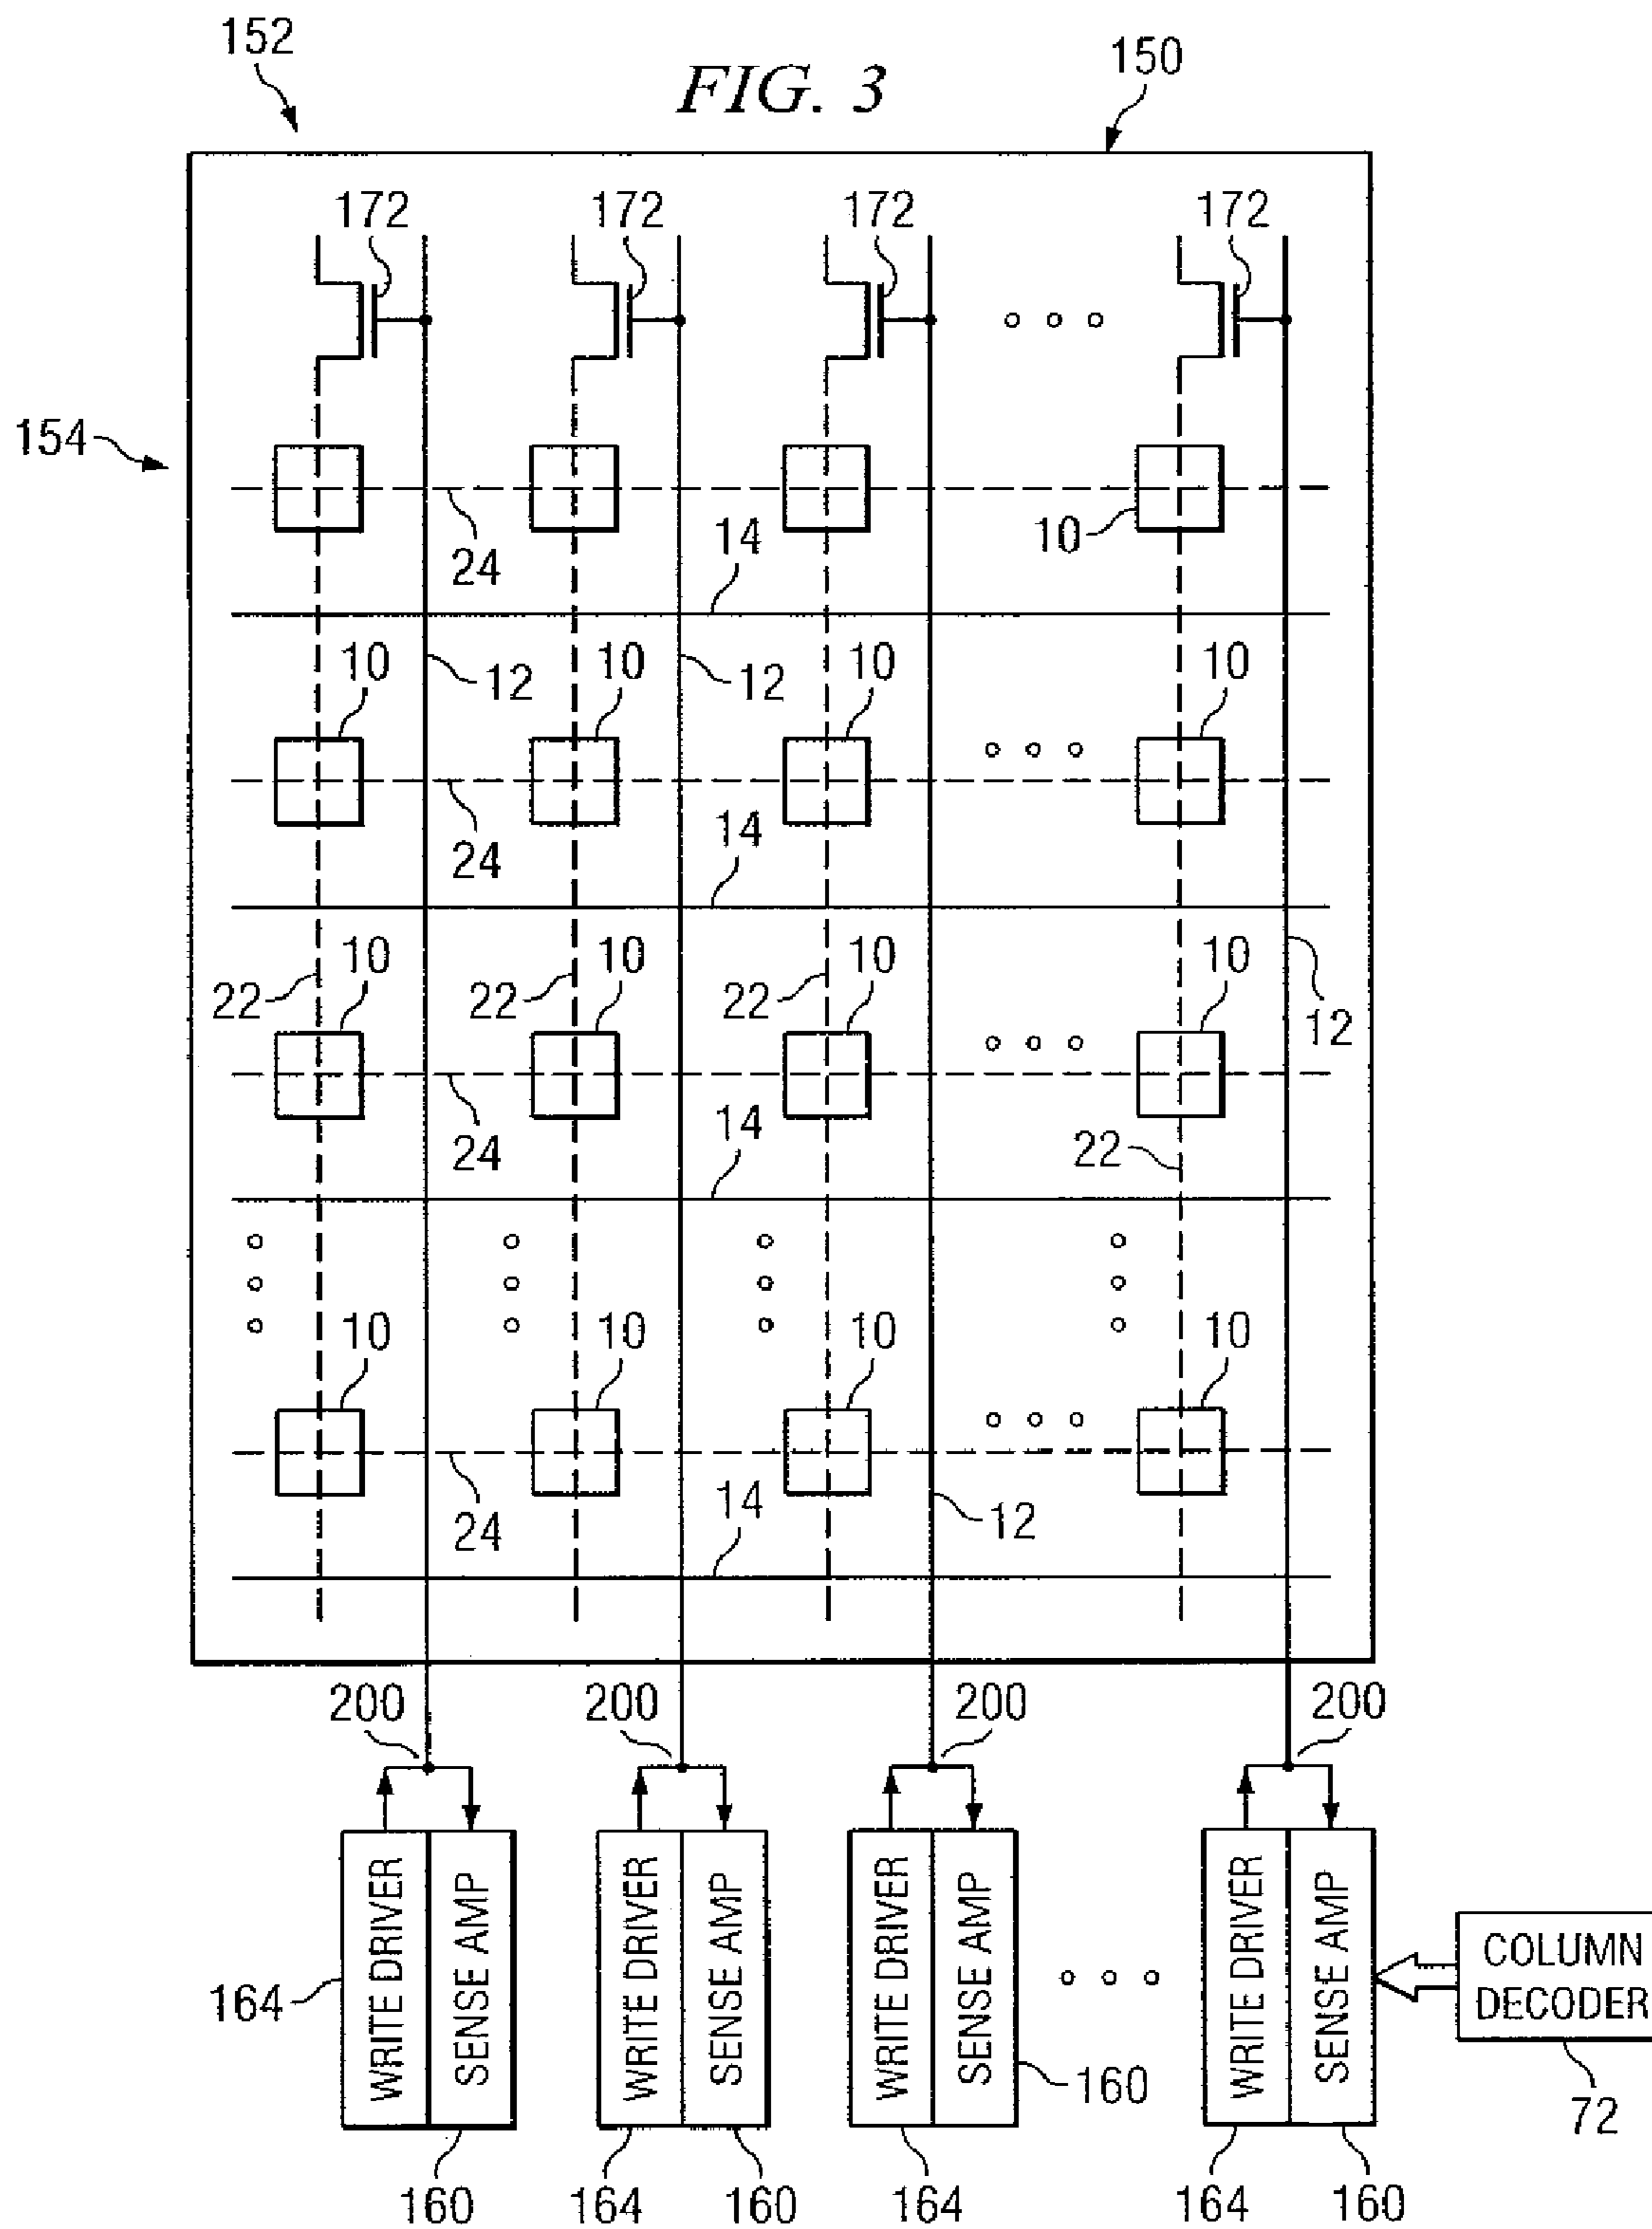 152
FIG. 3
150
172 172 172 172
154
10
24
14
10 12 10 12 10 10
24
14
22 10 22 10 22 10 10
12
24
14
22
10 10 10 10
24
14
12
200 200 200 200
WRITE DRIVER
SENSE AMP
WRITE DRIVER
SENSE AMP
WRITE DRIVER
SENSE AMP
WRITE DRIVER
SENSE AMP
COLUMN
DECODER
164
160
72
160 164 160 164 164 160